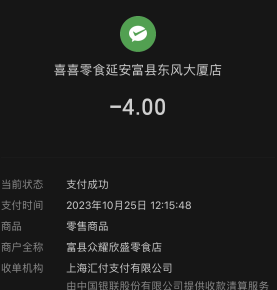 喜喜零食延安富县东风大厦店
-4.00
当前状态 支付成功
支付时间 2023年10月25日 12:15:48
商品 零售商品
商户全称 富县众耀欣盛零食店
收单机构 上海汇付支付有限公司
由中国银联股份有限公司提供收款清算服务